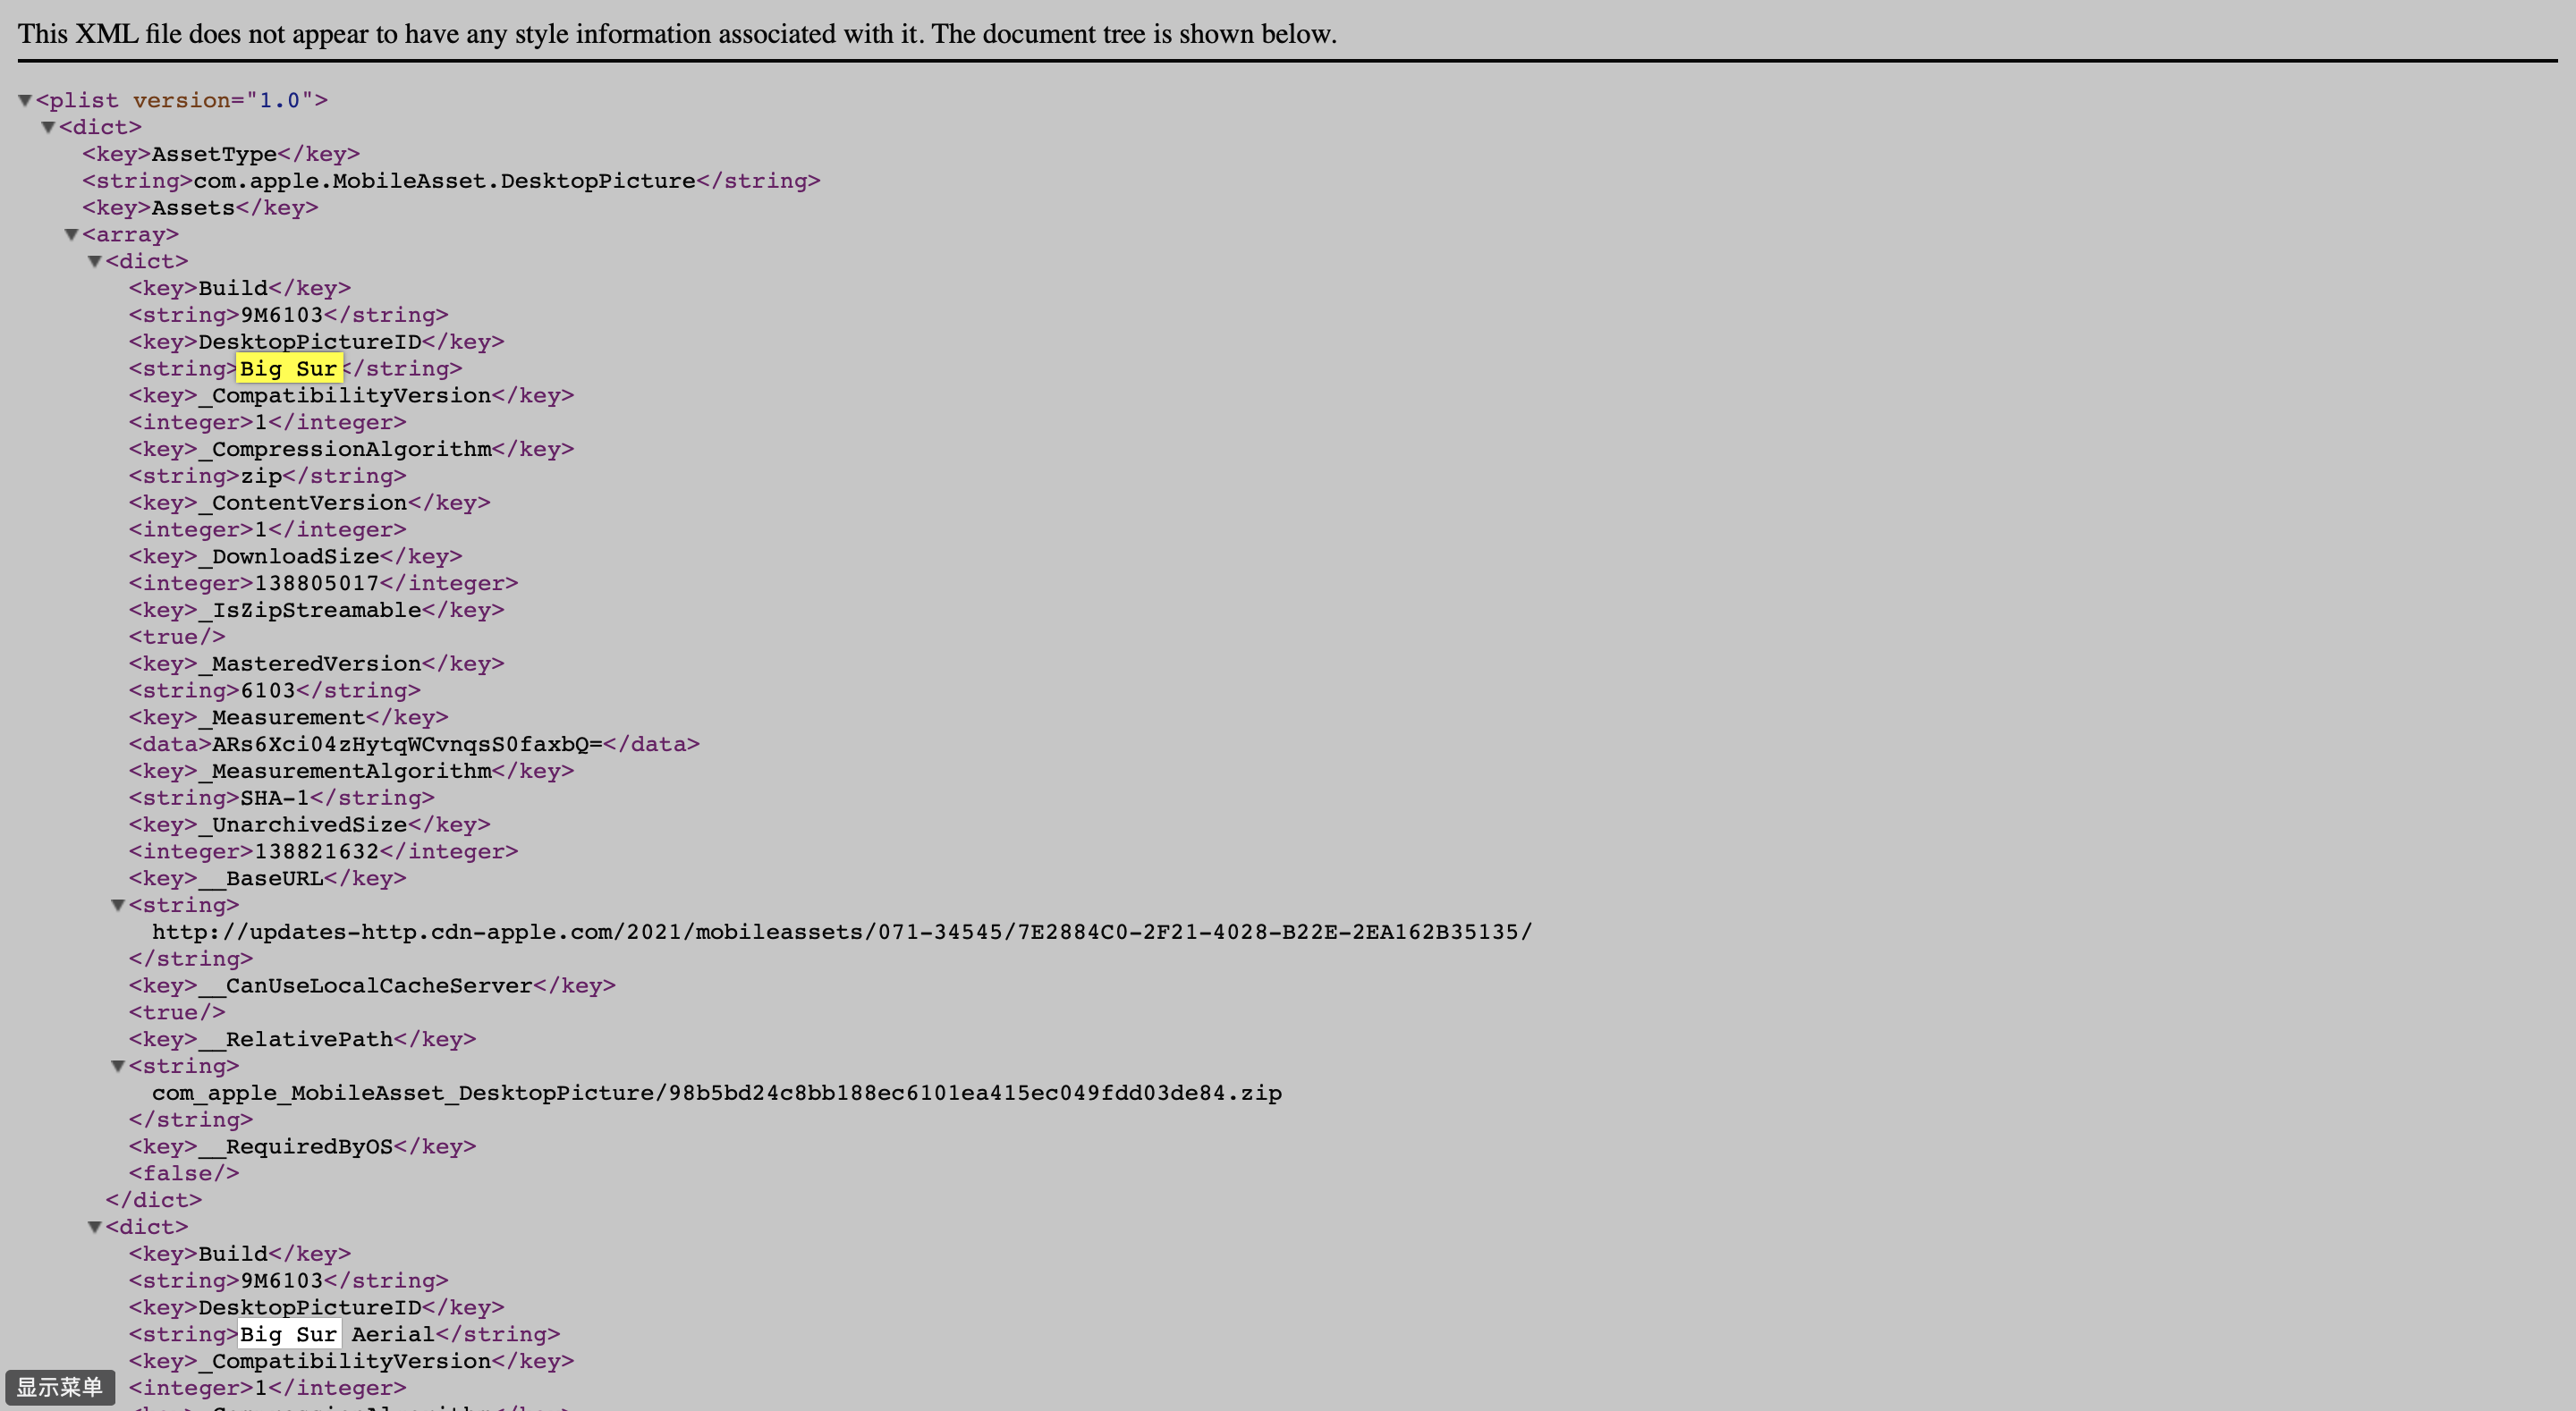 This XML file does not appear to have any style information associated with it. The document tree is shown below.
▼<plist version="1.0">
▼<dict>
<key>AssetType</key>
<string>com.apple.MobileAsset.DesktopPicture</string>
<key>Assets</key>
▼<array>
▼<dict>
<key>Build</key>
<string>9M6103</string>
<key>DesktopPictureID</key>
<string>Big Sur</string>
<key>_CompatibilityVersion</key>
<integer>1</integer>
<key>_CompressionAlgorithm</key>
<string>zip</string>
<key>_ContentVersion</key>
<integer>1</integer>
<key>_DownloadSize</key>
<integer>138805017</integer>
<key>_IsZipStreamable</key>
<true/>
<key>_MasteredVersion</key>
<string>6103</string>
<key>_Measurement</key>
<data>ARs6Xci04zHytqWCvnqsS0faxbQ=</data>
<key>_MeasurementAlgorithm</key>
<string>SHA-1</string>
<key>_UnarchivedSize</key>
<integer>138821632</integer>
<key>__BaseURL</key>
▼<string>
http://updates-http.cdn-apple.com/2021/mobileassets/071-34545/7E2884C0-2F21-4028-B22E-2EA162B35135/
</string>
<key>__CanUseLocalCacheServer</key>
<true/>
<key>__RelativePath</key>
▼<string>
com_apple_MobileAsset_DesktopPicture/98b5bd24c8bb188ec6101ea415ec049fdd03de84.zip
</string>
<key>__RequiredByOS</key>
<false/>
</dict>
▼<dict>
<key>Build</key>
<string>9M6103</string>
<key>DesktopPictureID</key>
<string>Big Sur Aerial</string>
<key>_CompatibilityVersion</key>
<integer>1</integer>
显示菜单